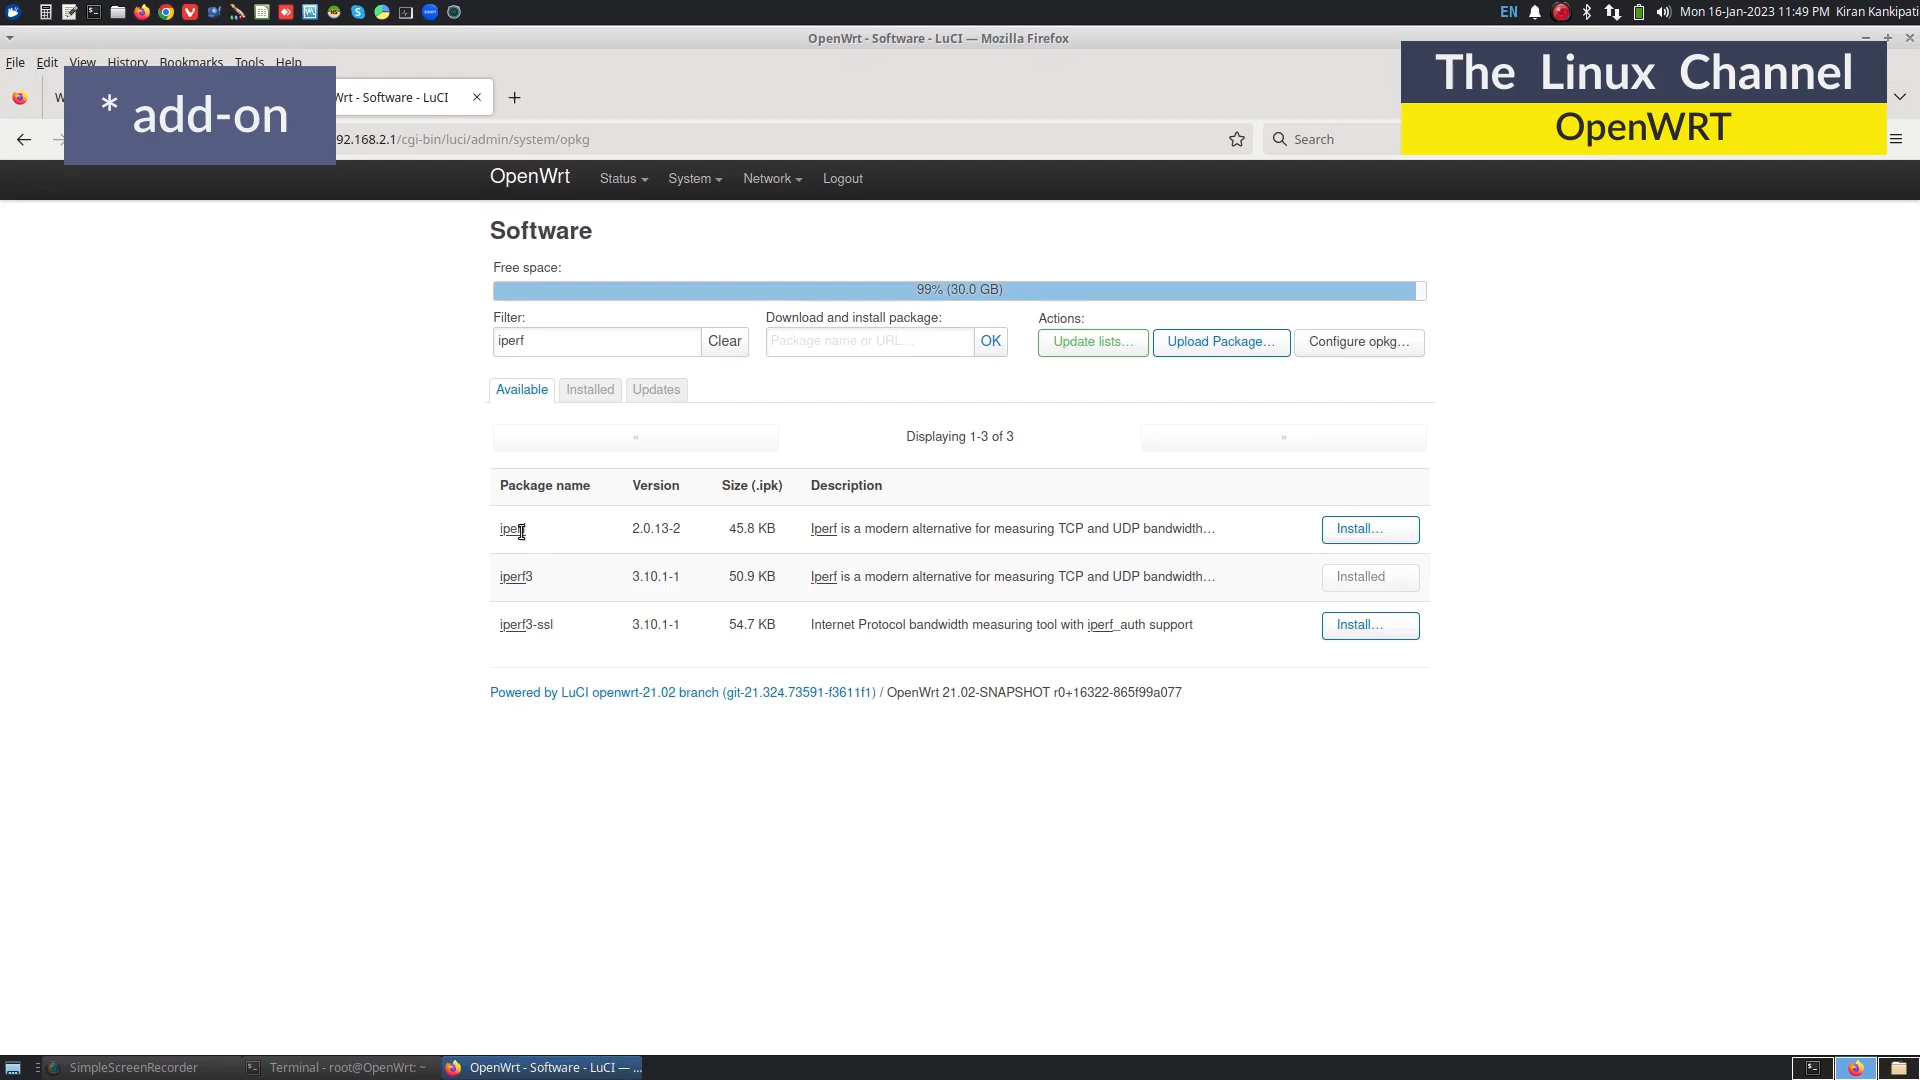 EN
Mon 16-Jan-2023 11:49 PM Kiran Kankipati
OpenWrt - Software - LuCI — Mozilla Firefox
File Edit View History Bookmarks Tools Help
The Linux Channel
OpenWRT
* add-on
W
Wrt - Software - LuCI
92.168.2.1/cgi-bin/luci/admin/system/opkg
Search
OpenWrt Status System Network Logout
Software
Free space:
99% (30.0 GB)
Filter: Download and install package: Actions:
iperf Clear Package name or URL... OK Update lists... Upload Package... Configure opkg...
Available Installed Updates
« Displaying 1-3 of 3 »
Package name Version Size (.ipk) Description
iperf 2.0.13-2 45.8 KB Iperf is a modern alternative for measuring TCP and UDP bandwidth… Install...
iperf3 3.10.1-1 50.9 KB Iperf is a modern alternative for measuring TCP and UDP bandwidth… Installed
iperf3-ssl 3.10.1-1 54.7 KB Internet Protocol bandwidth measuring tool with iperf_auth support Install...
Powered by LuCI openwrt-21.02 branch (git-21.324.73591-f3611f1) / OpenWrt 21.02-SNAPSHOT r0+16322-865f99a077
SimpleScreenRecorder Terminal - root@OpenWrt: ~ OpenWrt - Software - LuCI — ...